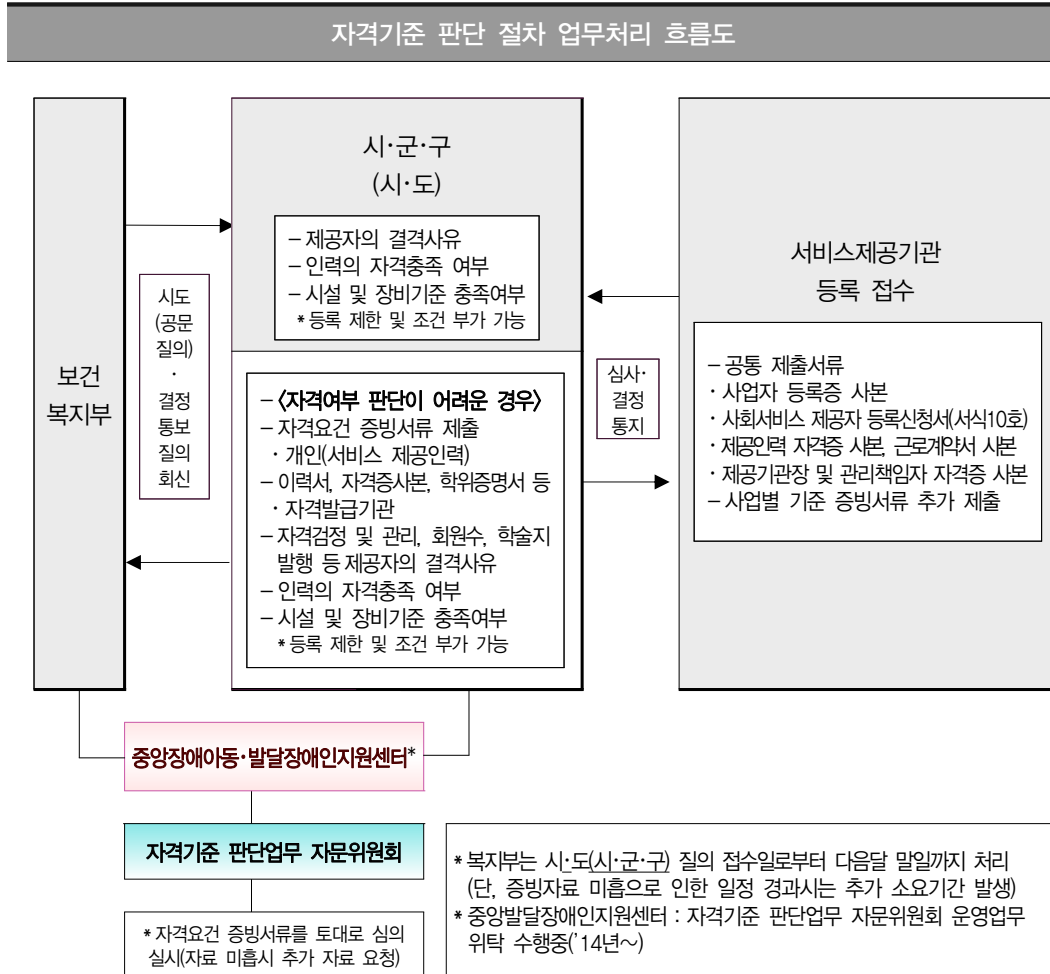 자격기준 판단 절차 업무처리 흐름도
보건
복지부
시도
(공문
질의)
·
결정
통보
질의
회신
시·군·구
(시·도)
– 제공자의 결격사유
– 인력의 자격충족 여부
– 시설 및 장비기준 충족여부
* 등록 제한 및 조건 부가 가능
– 〈자격여부 판단이 어려운 경우〉
– 자격요건 증빙서류 제출
· 개인(서비스 제공인력)
– 이력서, 자격증사본, 학위증명서 등
· 자격발급기관
– 자격검정 및 관리, 회원수, 학술지
발행 등 제공자의 결격사유
– 인력의 자격충족 여부
– 시설 및 장비기준 충족여부
* 등록 제한 및 조건 부가 가능
심사·
결정
통지
서비스제공기관
등록 접수
– 공통 제출서류
· 사업자 등록증 사본
· 사회서비스 제공자 등록신청서(서식10호)
· 제공인력 자격증 사본, 근로계약서 사본
· 제공기관장 및 관리책임자 자격증 사본
– 사업별 기준 증빙서류 추가 제출
중앙장애아동·발달장애인지원센터*
자격기준 판단업무 자문위원회
* 자격요건 증빙서류를 토대로 심의
실시(자료 미흡시 추가 자료 요청)
* 복지부는 시·도(시·군·구) 질의 접수일로부터 다음달 말일까지 처리
(단, 증빙자료 미흡으로 인한 일정 경과시는 추가 소요기간 발생)
* 중앙발달장애인지원센터 : 자격기준 판단업무 자문위원회 운영업무
위탁 수행중('14년～)